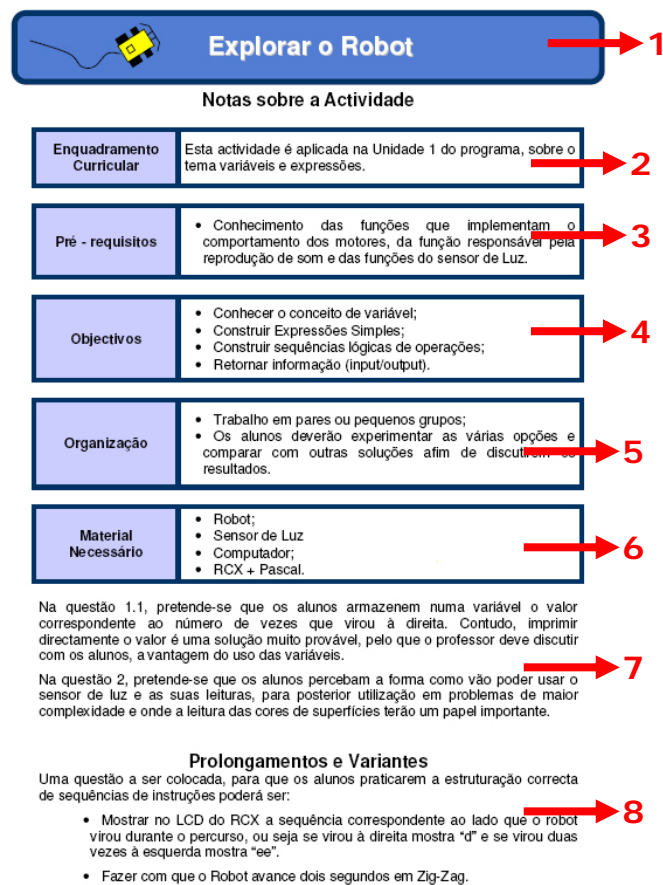 Explorar o Robot
1
Notas sobre a Actividade
Enquadramento
Curricular
Esta actividade é aplicada na Unidade 1 do programa, sobre o
tema variáveis e expressões.
2
Pré - requisitos
• Conhecimento das funções que implementam o
comportamento dos motores, da função responsável pela
reprodução de som e das funções do sensor de Luz.
3
Objectivos
• Conhecer o conceito de variável;
• Construir Expressões Simples;
• Construir sequências lógicas de operações;
• Retornar informação (input/output).
4
Organização
• Trabalho em pares ou pequenos grupos;
• Os alunos deverão experimentar as várias opções e
comparar com outras soluções afim de discutirem os
resultados.
5
Material
Necessário
• Robot;
• Sensor de Luz
• Computador;
• RCX + Pascal.
6
Na questão 1.1, pretende-se que os alunos armazenem numa variável o valor
correspondente ao número de vezes que virou à direita. Contudo, imprimir
directamente o valor é uma solução muito provável, pelo que o professor deve discutir
com os alunos, a vantagem do uso das variáveis.
Na questão 2, pretende-se que os alunos percebam a forma como vão poder usar o
sensor de luz e as suas leituras, para posterior utilização em problemas de maior
complexidade e onde a leitura das cores de superfícies terão um papel importante.
7
Prolongamentos e Variantes
Uma questão a ser colocada, para que os alunos praticarem a estruturação correcta
de sequências de instruções poderá ser:
• Mostrar no LCD do RCX a sequência correspondente ao lado que o robot
virou durante o percurso, ou seja se virou à direita mostra “d” e se virou duas
vezes à esquerda mostra “ee”.
8
• Fazer com que o Robot avance dois segundos em Zig-Zag.